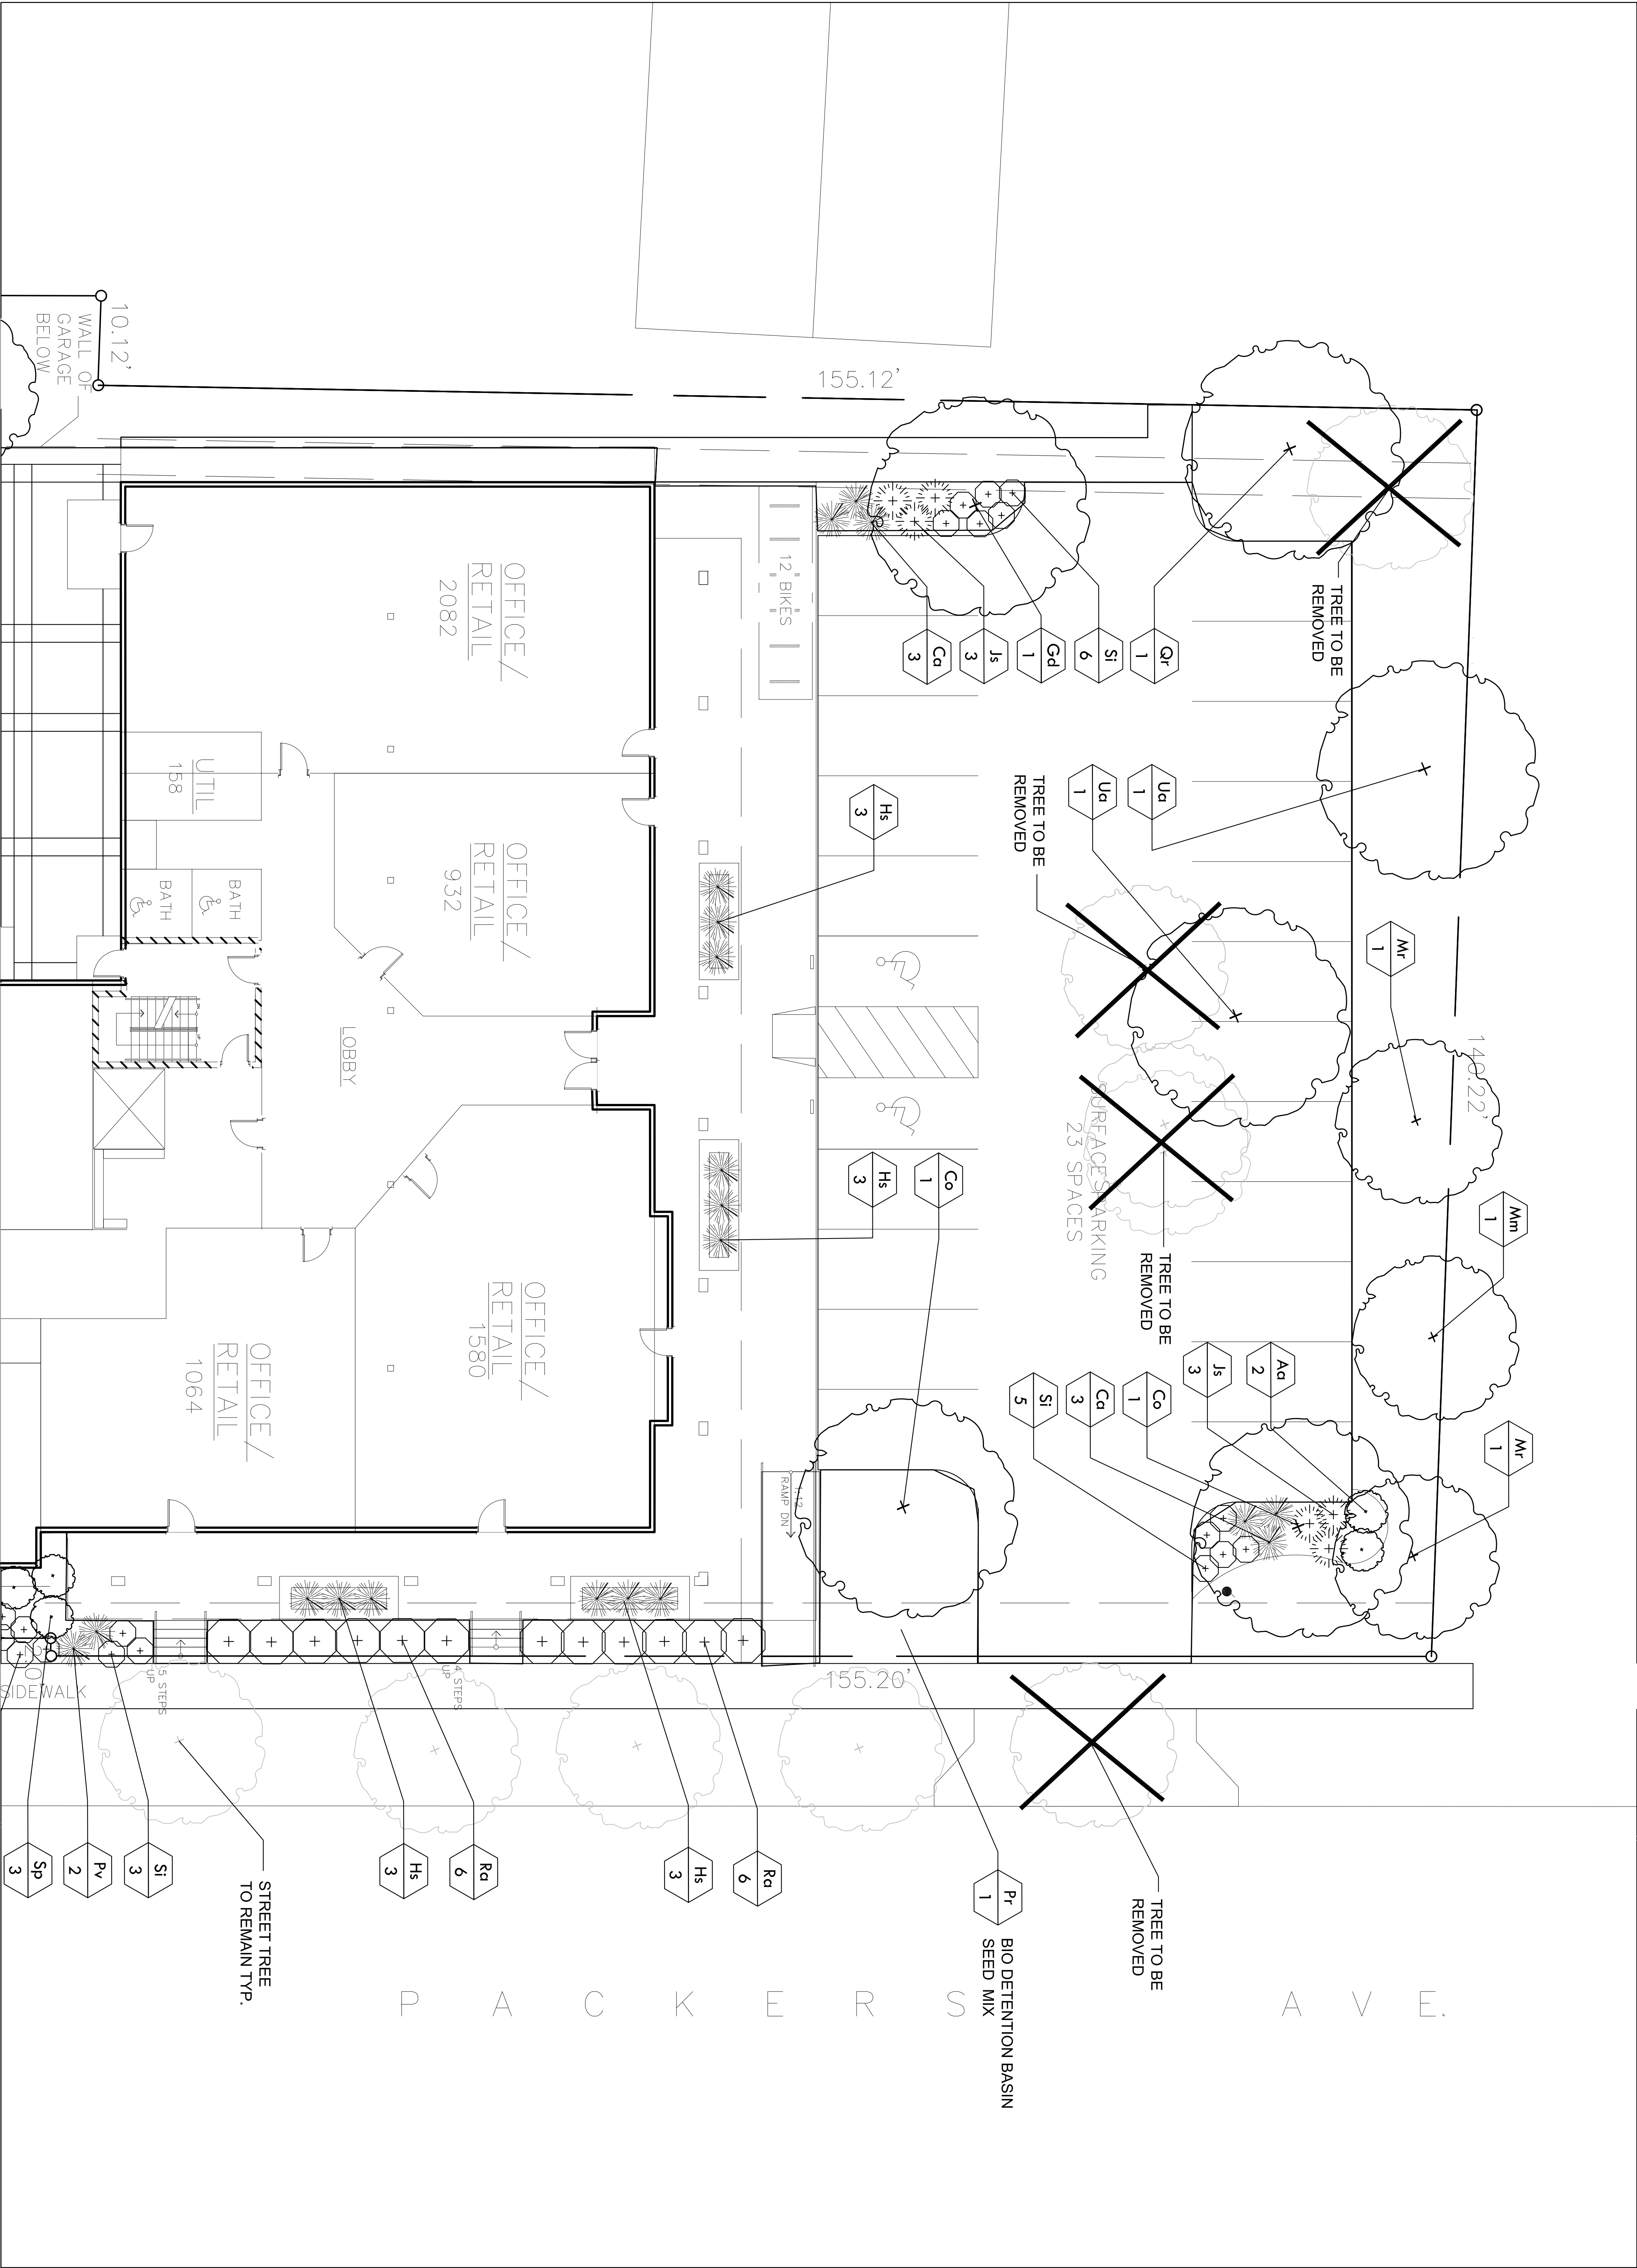 10.12'
WALL OF
GARAGE
BELOW
155.12'
TREE TO BE
REMOVED
Qr
1
Si
6
Gd
1
Js
3
Ca
3
12 BIKES
OFFICE/
RETAIL
2082
UTIL
158
Ua
1
Ua
1
TREE TO BE
REMOVED
Hs
3
OFFICE/
RETAIL
932
BATH
BATH
Mr
1
140.22'
LOBBY
SURFACE PARKING
23 SPACES
Mm
1
TREE TO BE
REMOVED
Co
1
Hs
3
OFFICE/
RETAIL
1580
OFFICE/
RETAIL
1064
Mr
1
Aa
2
Js
3
Co
1
Ca
3
Si
5
1:12
RAMP DN
155.20'
4 STEPS
UP
5 STEPS
UP
SIDEWALK
TREE TO BE
REMOVED
Pr
1
BIO DETENTION BASIN
SEED MIX
Ra
6
Hs
3
Ra
6
Hs
3
Si
3
Pv
2
Sp
3
STREET TREE
TO REMAIN TYP.
PACKERS AVE.